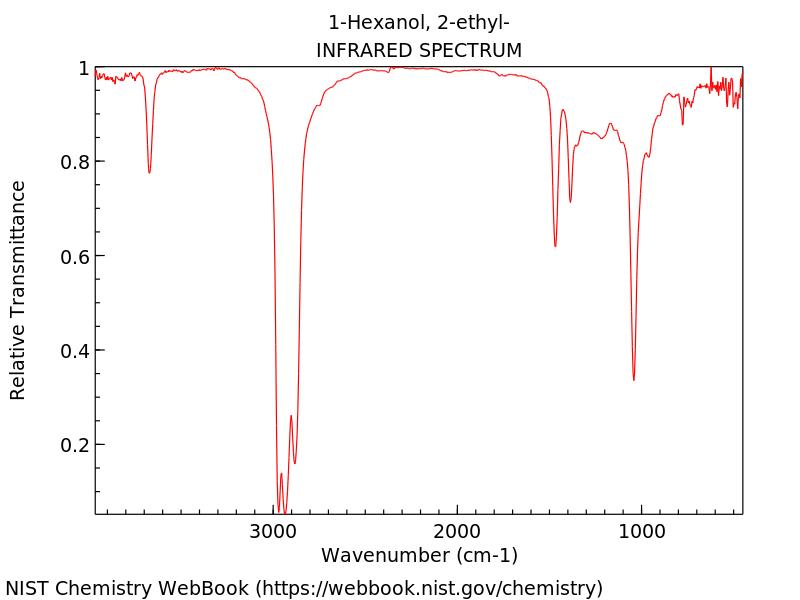 1-Hexanol, 2-ethyl-
INFRARED SPECTRUM
1
0.8
0.6
0.4
0.2
Relative Transmittance
3000 2000 1000
Wavenumber (cm-1)
NIST Chemistry WebBook (https://webbook.nist.gov/chemistry)